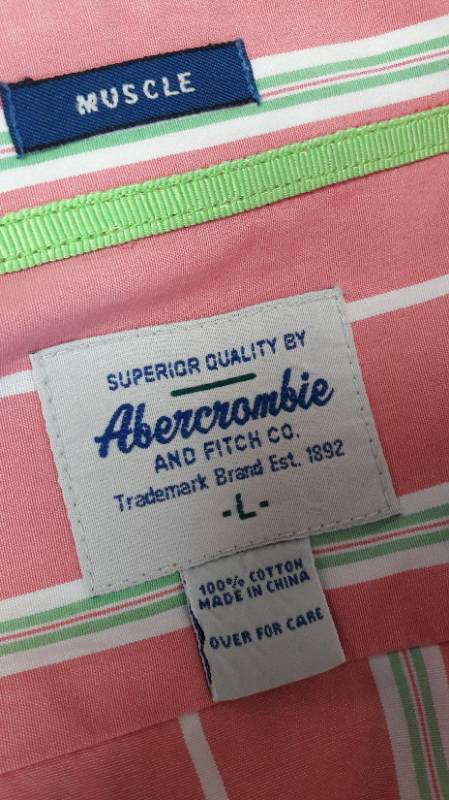 MUSCLE
SUPERIOR QUALITY BY
Abercrombie
AND FITCH CO.
Trademark Brand Est. 1892
-L-
100% COTTON
MADE IN CHINA
OVER FOR CARE